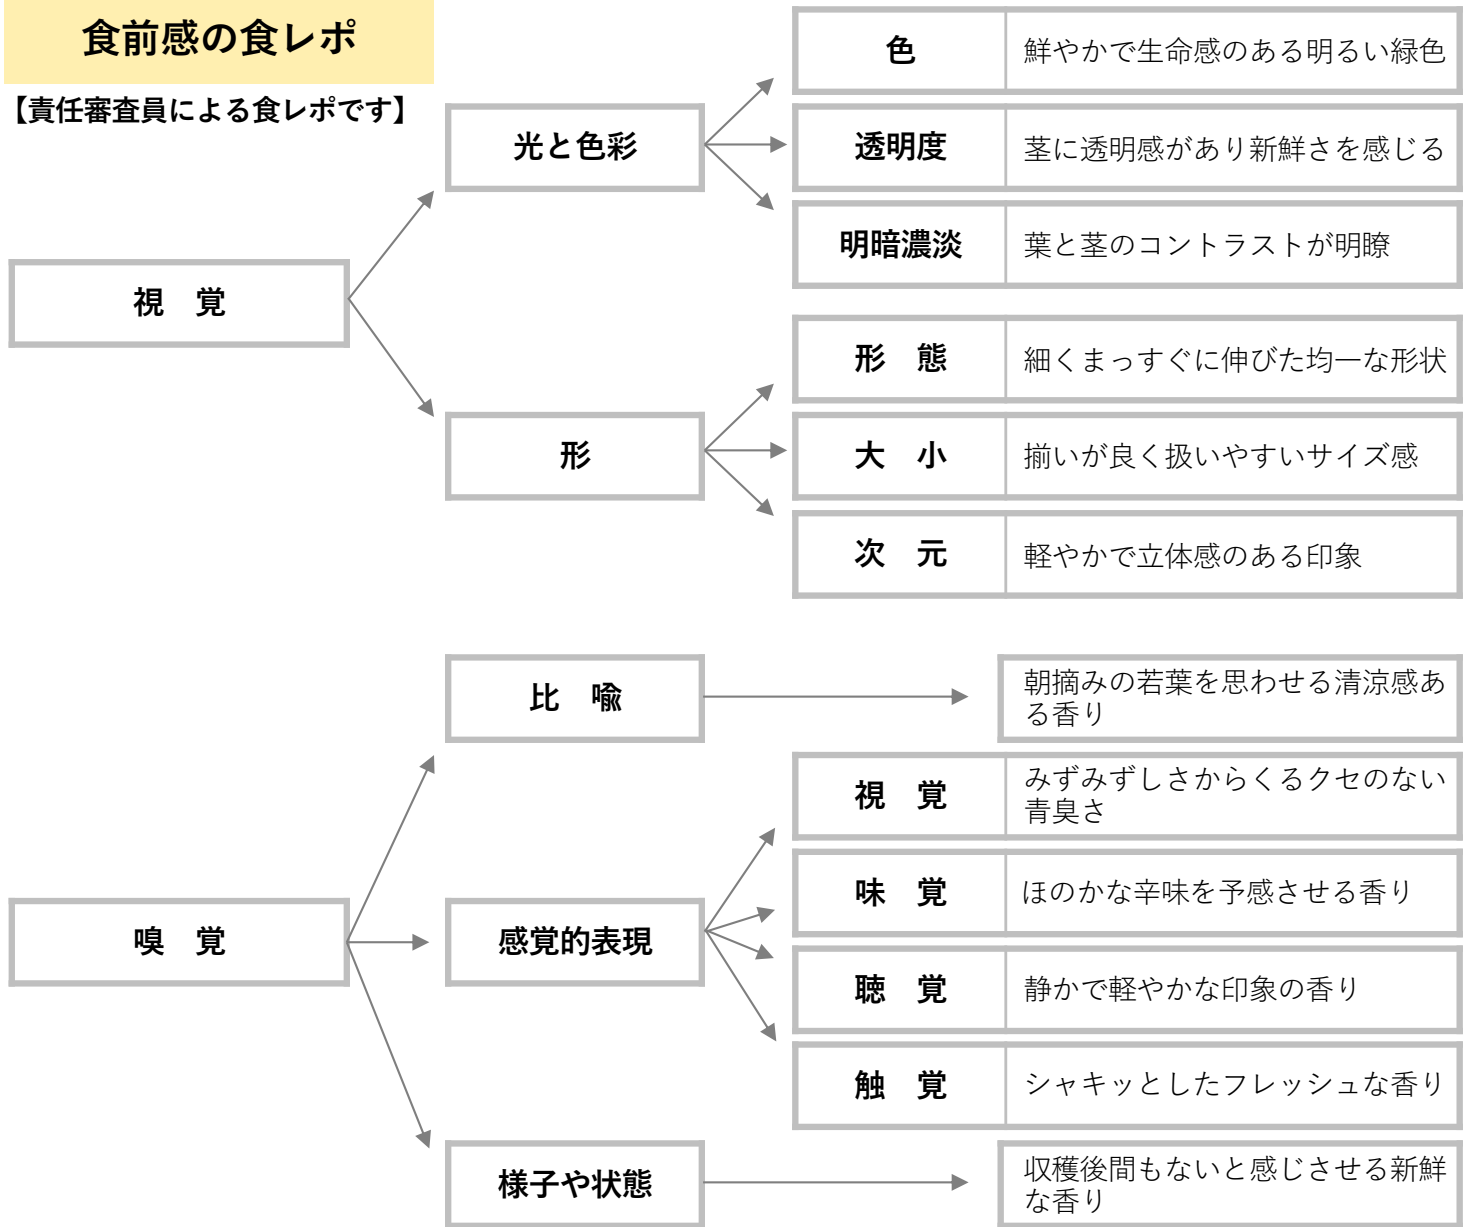 食前感の食レポ
【責任審査員による食レポです】
視　覚
光と色彩
色
鮮やかで生命感のある明るい緑色
透明度
茎に透明感があり新鮮さを感じる
明暗濃淡
葉と茎のコントラストが明瞭
形
形　態
細くまっすぐに伸びた均一な形状
大　小
揃いが良く扱いやすいサイズ感
次　元
軽やかで立体感のある印象
嗅　覚
比　喩
朝摘みの若葉を思わせる清涼感あ
る香り
感覚的表現
視　覚
みずみずしさからくるクセのない
青臭さ
味　覚
ほのかな辛味を予感させる香り
聴　覚
静かで軽やかな印象の香り
触　覚
シャキッとしたフレッシュな香り
様子や状態
収穫後間もないと感じさせる新鮮
な香り